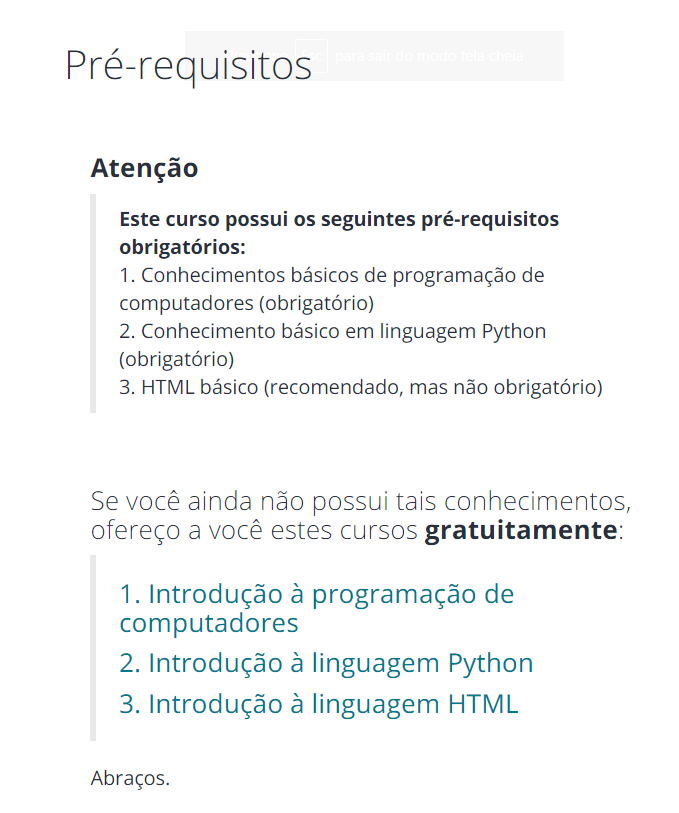 Esc para sair do modo tela cheia
Pré-requisitos
Atenção
Este curso possui os seguintes pré-requisitos
obrigatórios:
1. Conhecimentos básicos de programação de
computadores (obrigatório)
2. Conhecimento básico em linguagem Python
(obrigatório)
3. HTML básico (recomendado, mas não obrigatório)
Se você ainda não possui tais conhecimentos,
ofereço a você estes cursos gratuitamente:
1. Introdução à programação de
computadores
2. Introdução à linguagem Python
3. Introdução à linguagem HTML
Abraços.